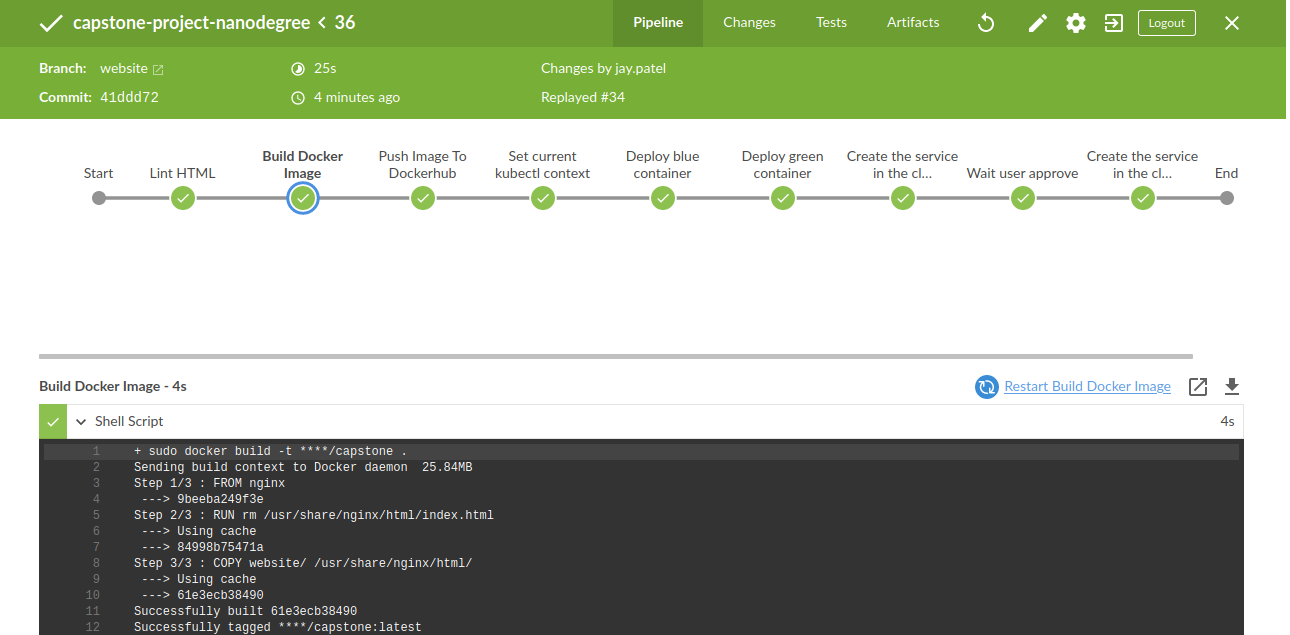 capstone-project-nanodegree < 36
Pipeline Changes Tests Artifacts Logout
Branch: website 25s Changes by jay.patel
Commit: 41ddd72 4 minutes ago Replayed #34
Start
Lint HTML
Build Docker
Image
Push Image To
Dockerhub
Set current
kubectl context
Deploy blue
container
Deploy green
container
Create the service
in the cl...
Wait user approve
Create the service
in the cl...
End
Build Docker Image - 4s Restart Build Docker Image
Shell Script 4s
1 + sudo docker build -t ****/capstone .
2 Sending build context to Docker daemon  25.84MB
3 Step 1/3 : FROM nginx
4  ---> 9beeba249f3e
5 Step 2/3 : RUN rm /usr/share/nginx/html/index.html
6  ---> Using cache
7  ---> 84998b75471a
8 Step 3/3 : COPY website/ /usr/share/nginx/html/
9  ---> Using cache
10  ---> 61e3ecb38490
11 Successfully built 61e3ecb38490
12 Successfully tagged ****/capstone:latest